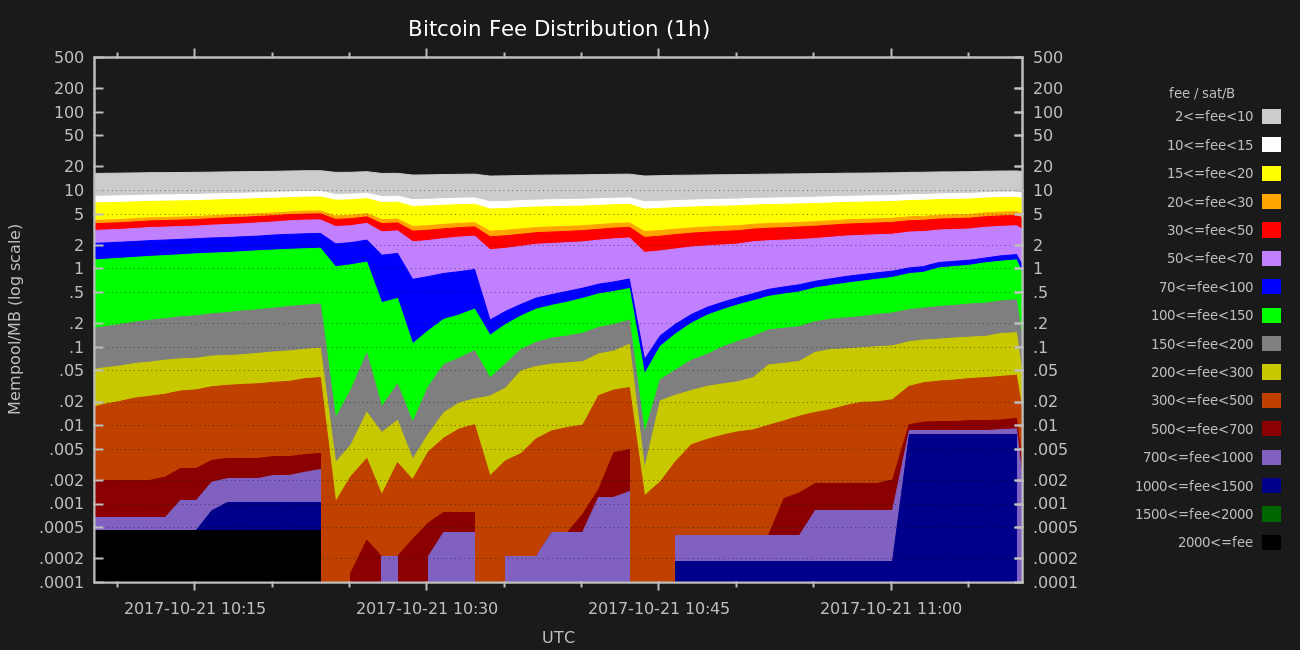 Bitcoin Fee Distribution (1h)
500
200
100
50
20
10
5
2
1
.5
.2
.1
.05
.02
.01
.005
.002
.001
.0005
.0002
.0001
Mempool/MB (log scale)
500
200
100
50
20
10
5
2
1
.5
.2
.1
.05
.02
.01
.005
.002
.001
.0005
.0002
.0001
2017-10-21 10:15
2017-10-21 10:30
2017-10-21 10:45
2017-10-21 11:00
UTC
fee / sat/B
2<=fee<10
10<=fee<15
15<=fee<20
20<=fee<30
30<=fee<50
50<=fee<70
70<=fee<100
100<=fee<150
150<=fee<200
200<=fee<300
300<=fee<500
500<=fee<700
700<=fee<1000
1000<=fee<1500
1500<=fee<2000
2000<=fee